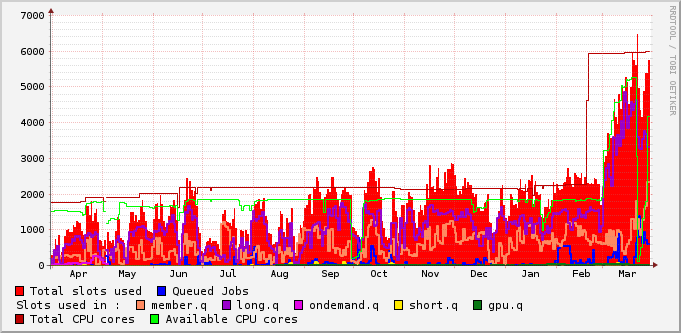 7000
6000
5000
4000
3000
2000
1000
0
Apr May Jun Jul Aug Sep Oct Nov Dec Jan Feb Mar
Total slots used Queued Jobs
Slots used in : member.q long.q ondemand.q short.q gpu.q
Total CPU cores Available CPU cores
RRDTOOL / TOBI OETIKER